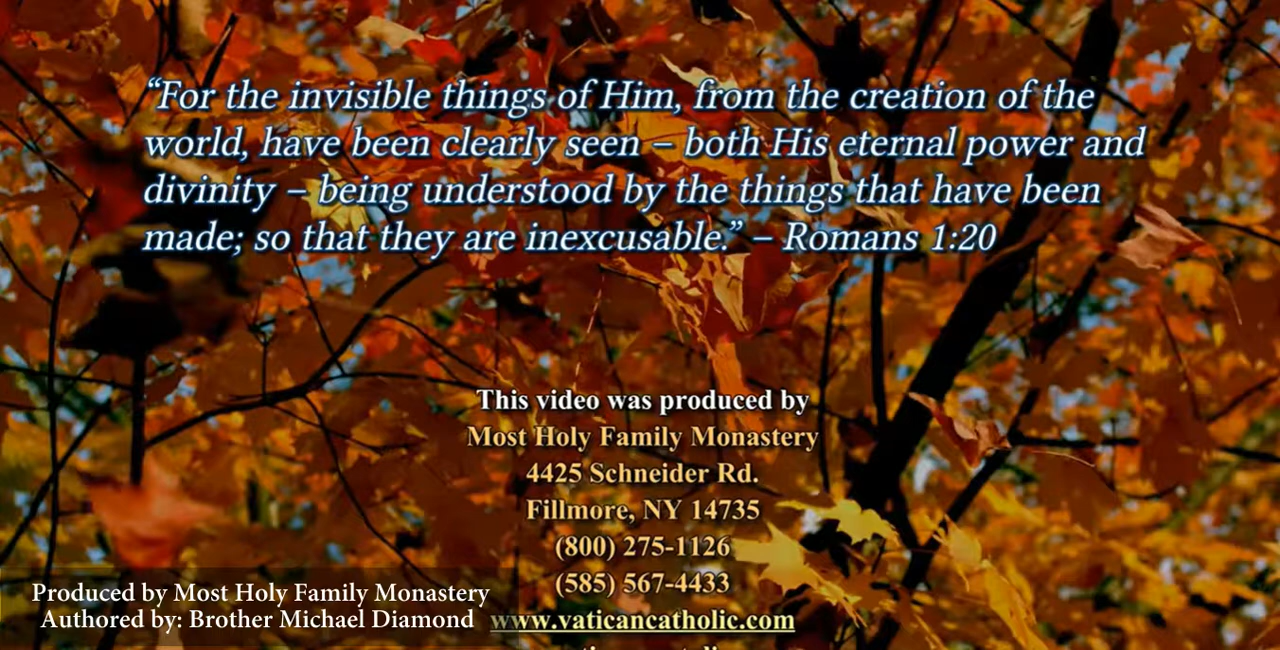 “For the invisible things of Him, from the creation of the
world, have been clearly seen – both His eternal power and
divinity – being understood by the things that have been
made; so that they are inexcusable.” – Romans 1:20
This video was produced by
Most Holy Family Monastery
4425 Schneider Rd.
Fillmore, NY 14735
(800) 275-1126
(585) 567-4433
www.vaticancatholic.com
Produced by Most Holy Family Monastery
Authored by: Brother Michael Diamond